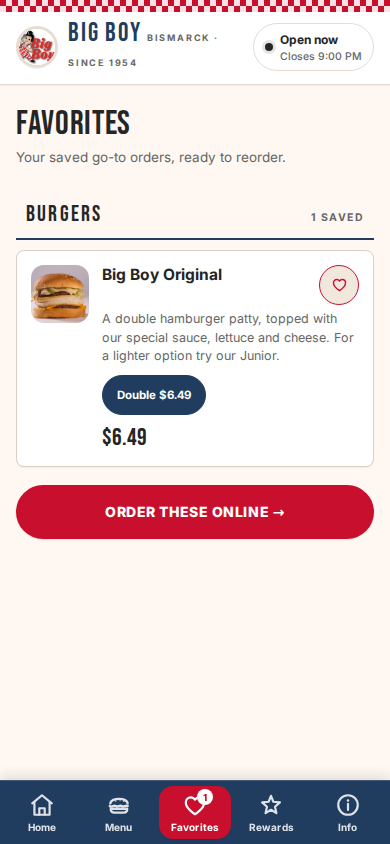 Big Boy
BIG BOY BISMARCK ·
SINCE 1954
Open now
Closes 9:00 PM
FAVORITES
Your saved go-to orders, ready to reorder.
BURGERS
1 SAVED
Big Boy Original
A double hamburger patty, topped with
our special sauce, lettuce and cheese. For
a lighter option try our Junior.
Double $6.49
$6.49
ORDER THESE ONLINE →
1
Home
Menu
Favorites
Rewards
Info